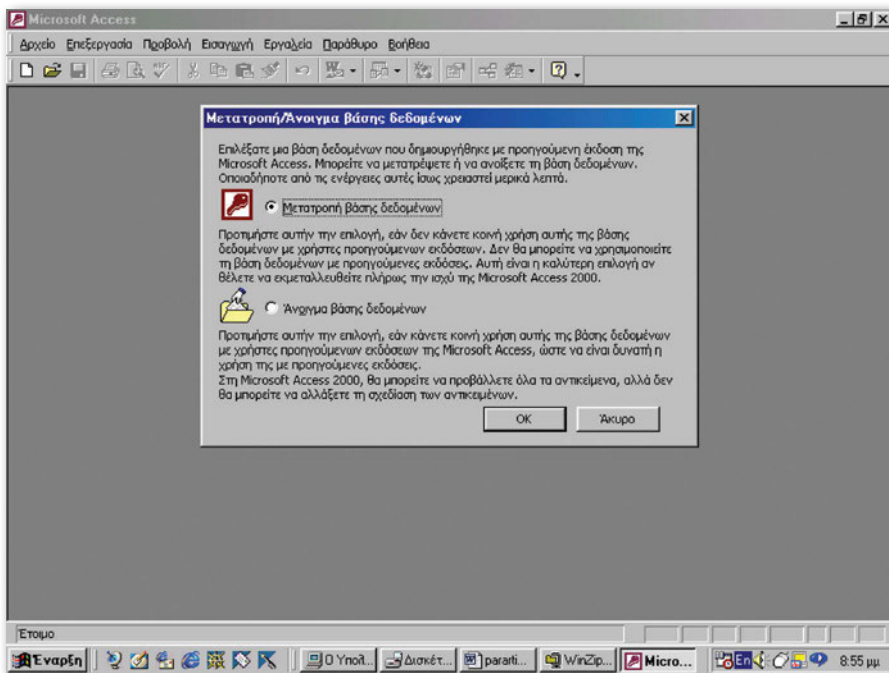 Microsoft Access
Αρχείο Επεξεργασία Προβολή Εισαγωγή Εργαλεία Παράθυρο Βοήθεια
Μετατροπή/Άνοιγμα βάσης δεδομένων
Επιλέξατε μια βάση δεδομένων που δημιουργήθηκε με προηγούμενη έκδοση της
Microsoft Access. Μπορείτε να μετατρέψετε ή να ανοίξετε τη βάση δεδομένων.
Οποιαδήποτε από τις ενέργειες αυτές ίσως χρειαστεί μερικά λεπτά.
Μετατροπή βάσης δεδομένων
Προτιμήστε αυτήν την επιλογή, εάν δεν κάνετε κοινή χρήση αυτής της βάσης
δεδομένων με χρήστες προηγούμενων εκδόσεων. Δεν θα μπορείτε να χρησιμοποιείτε
τη βάση δεδομένων με προηγούμενες εκδόσεις. Αυτή είναι η καλύτερη επιλογή αν
θέλετε να εκμεταλλευθείτε πλήρως την ισχύ της Microsoft Access 2000.
Άνοιγμα βάσης δεδομένων
Προτιμήστε αυτήν την επιλογή, εάν κάνετε κοινή χρήση αυτής της βάσης δεδομένων
με χρήστες προηγούμενων εκδόσεων της Microsoft Access, ώστε να είναι δυνατή η
χρήση της με προηγούμενες εκδόσεις.
Στη Microsoft Access 2000, θα μπορείτε να προβάλλετε όλα τα αντικείμενα, αλλά δεν
θα μπορείτε να αλλάξετε τη σχεδίαση των αντικειμένων.
OK Άκυρο
Έτοιμο
Έναρξη Ο Υπολ... Δισκέτ... pararti... WinZip... Micro... En 8:55 μμ